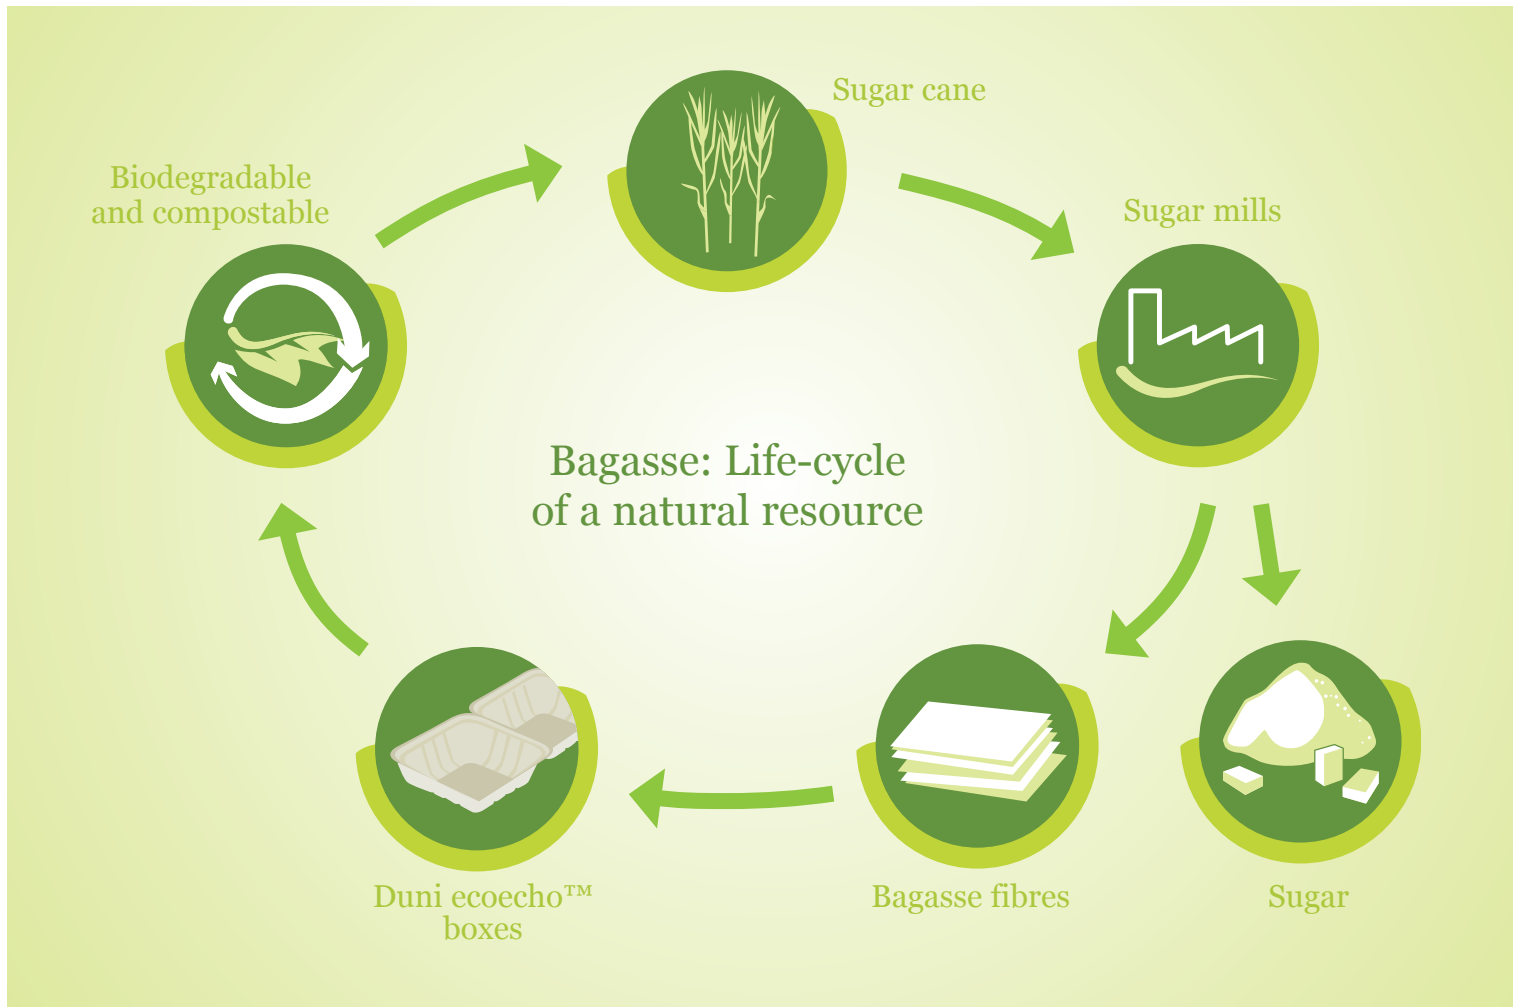 Sugar cane
Biodegradable
and compostable
Sugar mills
Bagasse: Life-cycle
of a natural resource
Duni ecoecho™
boxes
Bagasse fibres
Sugar